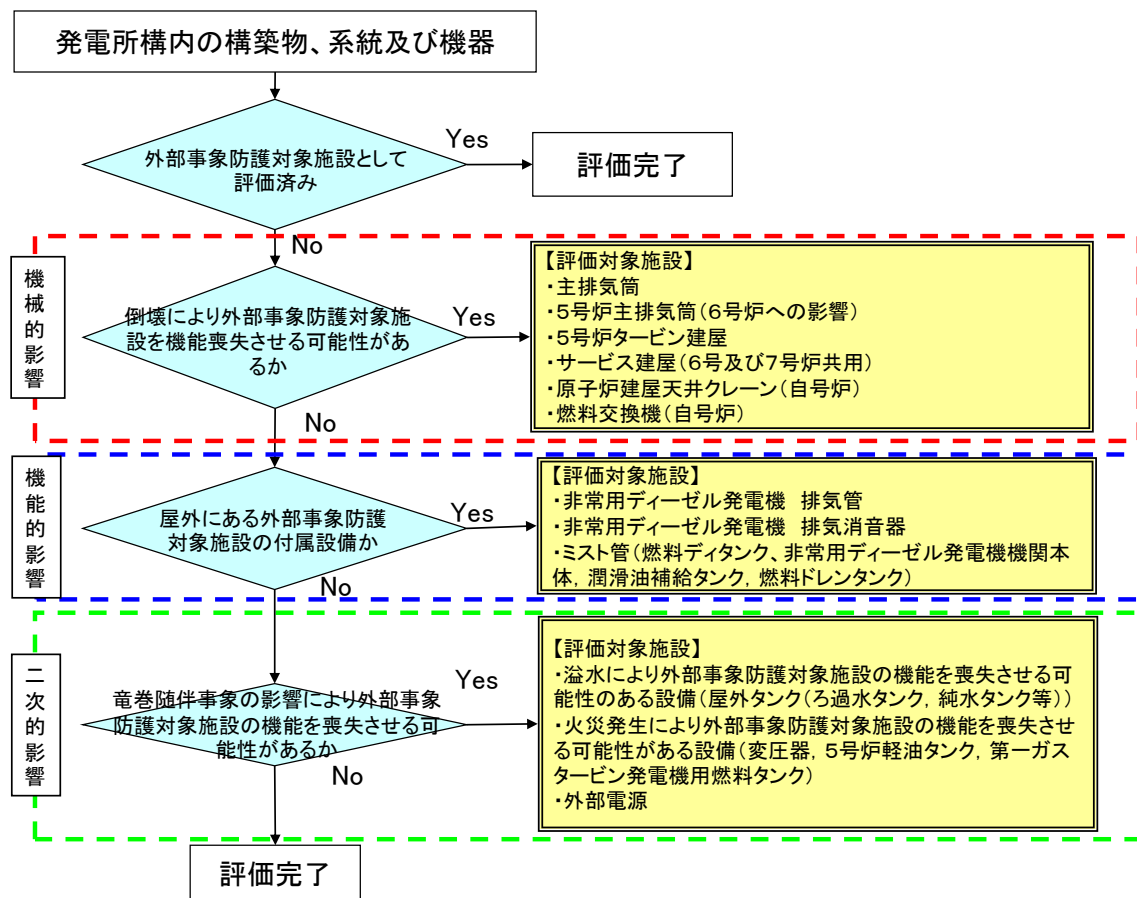 発電所構内の構築物、系統及び機器
外部事象防護対象施設として
評価済み
Yes
評価完了
No
機械的影響
倒壊により外部事象防護対象施
設を機能喪失させる可能性があ
るか
Yes
【評価対象施設】
・主排気筒
・5号炉主排気筒(6号炉への影響)
・5号炉タービン建屋
・サービス建屋(6号及び7号炉共用)
・原子炉建屋天井クレーン(自号炉)
・燃料交換機(自号炉)
No
機能的影響
屋外にある外部事象防護
対象施設の付属設備か
Yes
【評価対象施設】
・非常用ディーゼル発電機 排気管
・非常用ディーゼル発電機 排気消音器
・ミスト管(燃料ディタンク、非常用ディーゼル発電機機関本
体, 潤滑油補給タンク, 燃料ドレンタンク)
No
二次的影響
竜巻随伴事象の影響により外部事象
防護対象施設の機能を喪失させる可
能性があるか
Yes
【評価対象施設】
・溢水により外部事象防護対象施設の機能を喪失させる可
能性のある設備(屋外タンク(ろ過水タンク, 純水タンク等))
・火災発生により外部事象防護対象施設の機能を喪失させ
る可能性がある設備(変圧器, 5号炉軽油タンク, 第一ガス
タービン発電機用燃料タンク)
・外部電源
No
評価完了